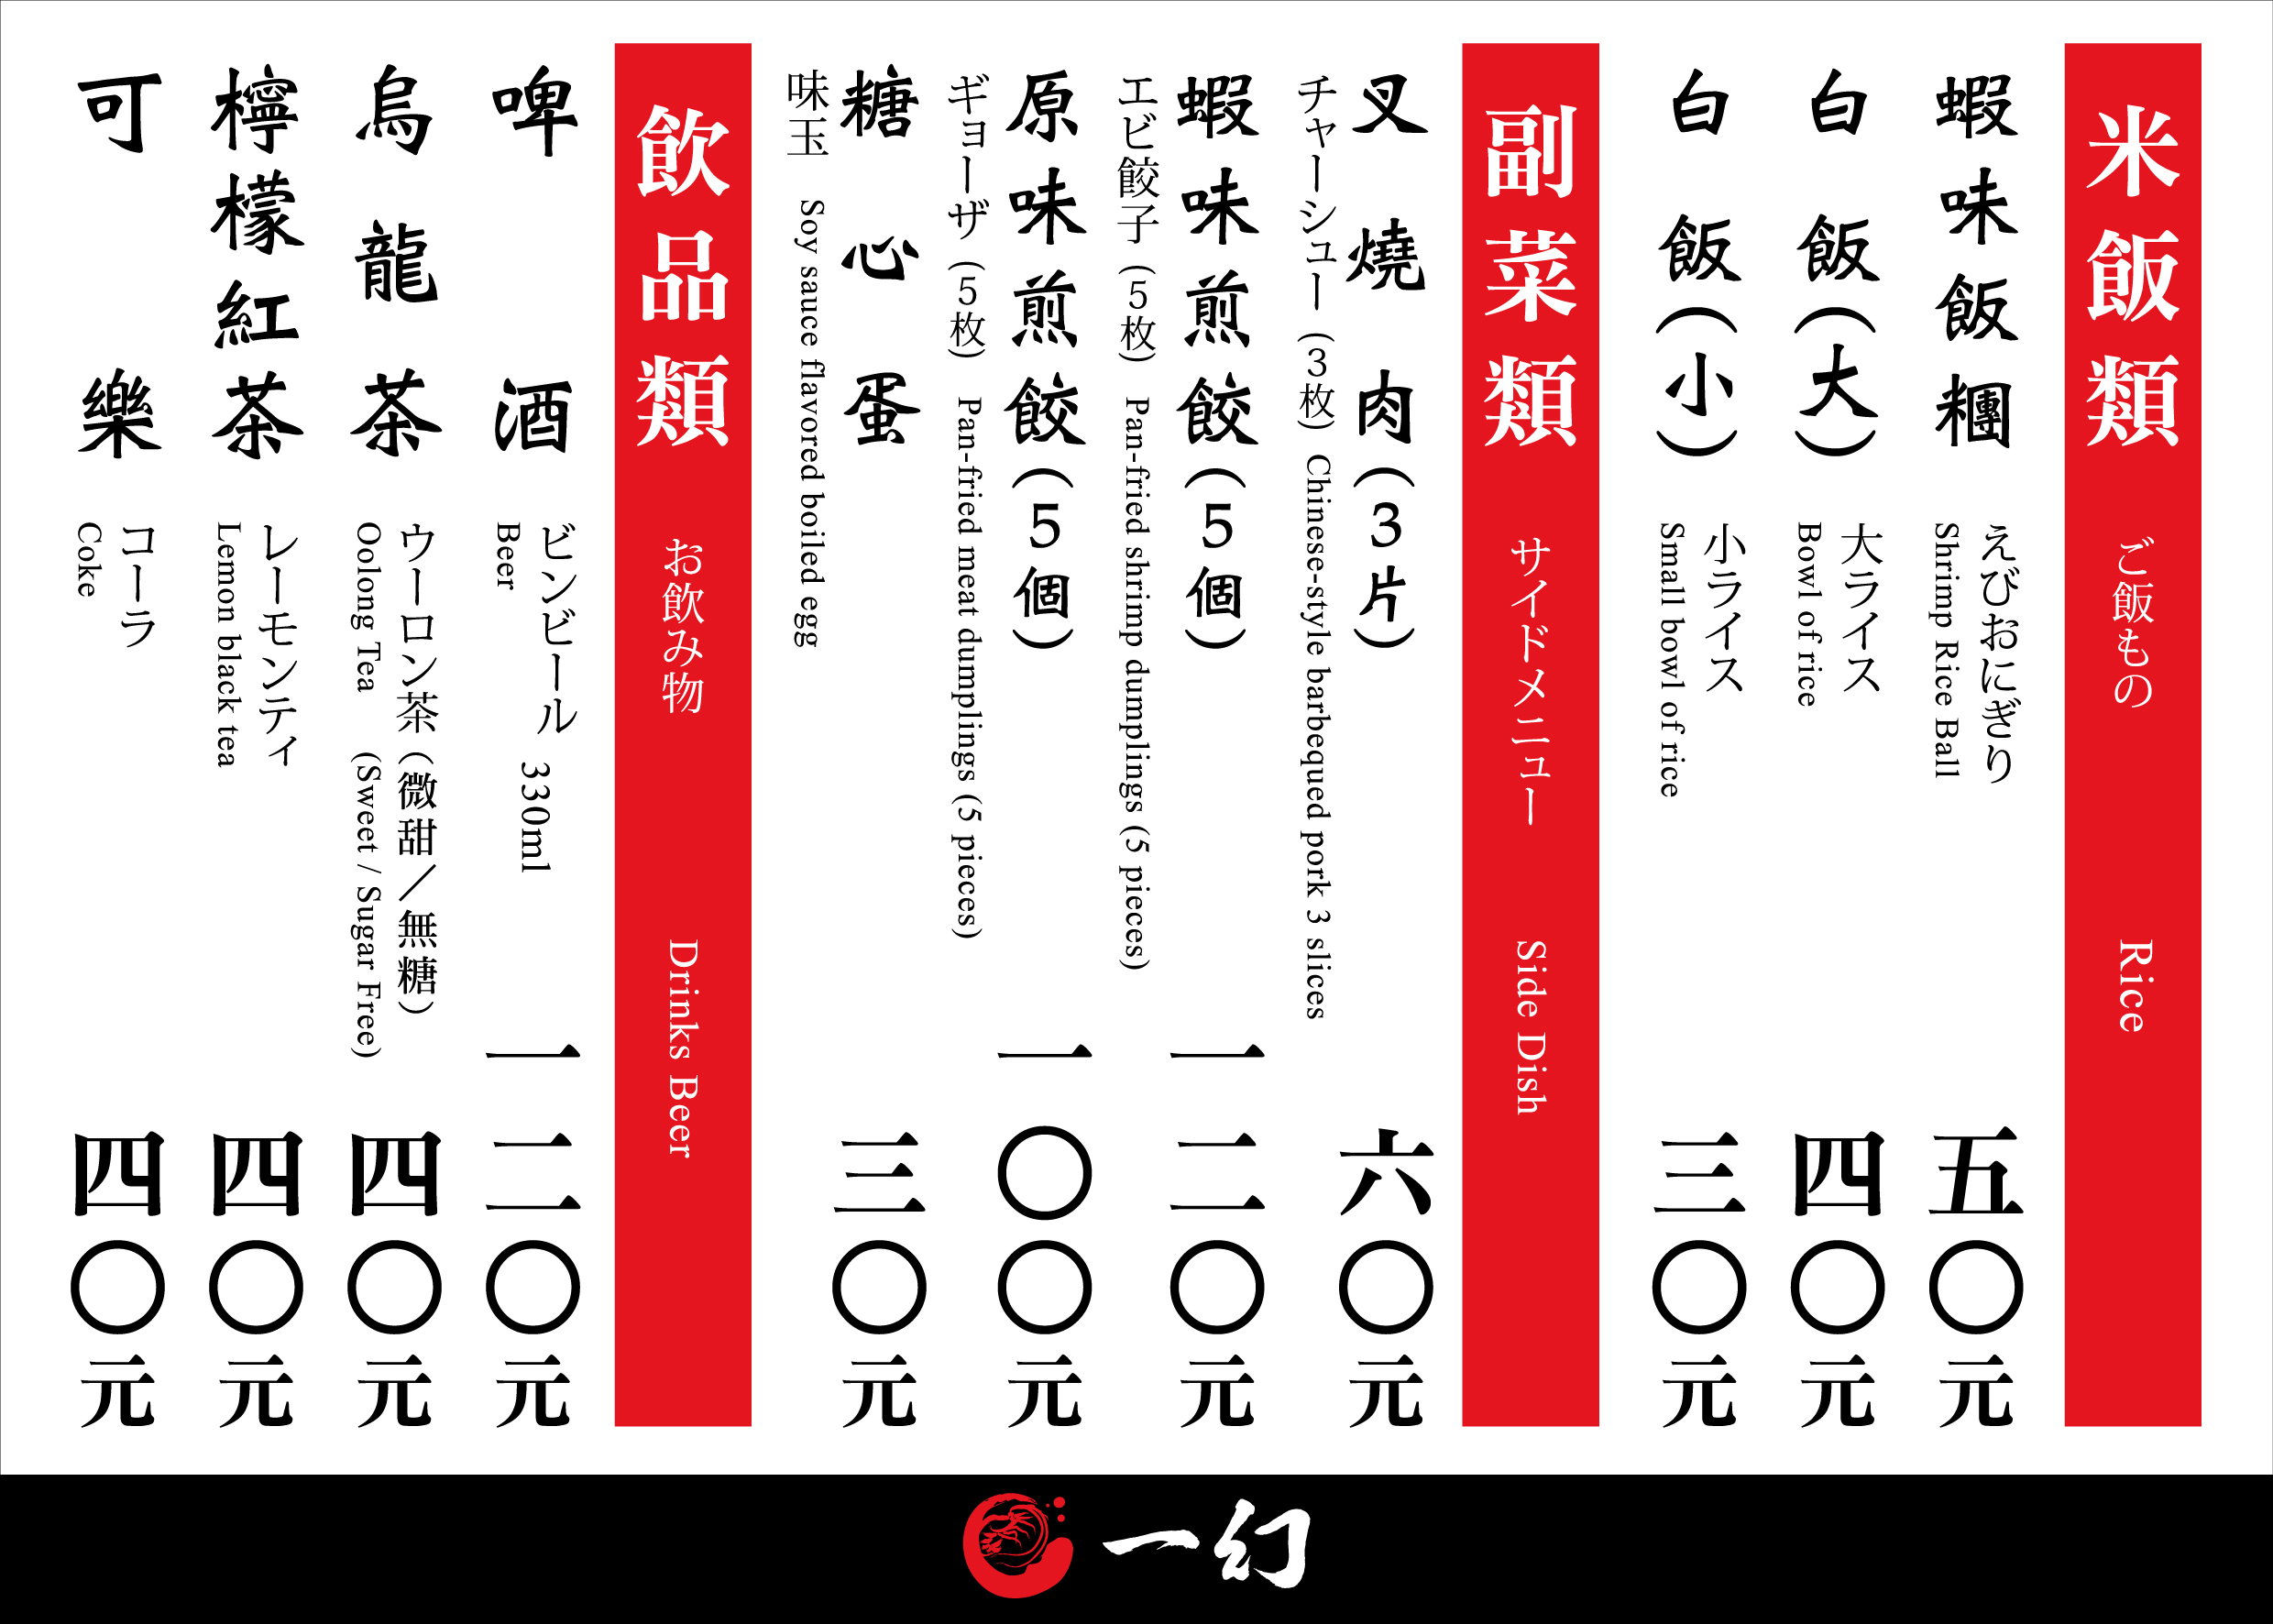 米飯類 ご飯もの Rice
蝦味飯糰 えびおにぎり Shrimp Rice Ball 五〇元
白飯(大) 大ライス Bowl of rice 四〇元
白飯(小) 小ライス Small bowl of rice 三〇元
副菜類 サイドメニュー Side Dish
叉燒肉(3片) 六〇元
チャーシュー(3枚) Chinese-style barbequed pork 3 slices
蝦味煎餃(5個) 一二〇元
エビ餃子(5枚) Pan-fried shrimp dumplings (5 pieces)
原味煎餃(5個) 一〇〇元
ギョーザ(5枚) Pan-fried meat dumplings (5 pieces)
糖心蛋 三〇元
味玉 Soy sauce flavored boiled egg
飲品類 お飲み物 Drinks Beer
啤酒 ビンビール Beer 330ml 一二〇元
烏龍茶 ウーロン茶(微甜／無糖) Oolong Tea (Sweet / Sugar Free) 四〇元
檸檬紅茶 レーモンティ Lemon black tea 四〇元
可樂 コーラ Coke 四〇元
一幻